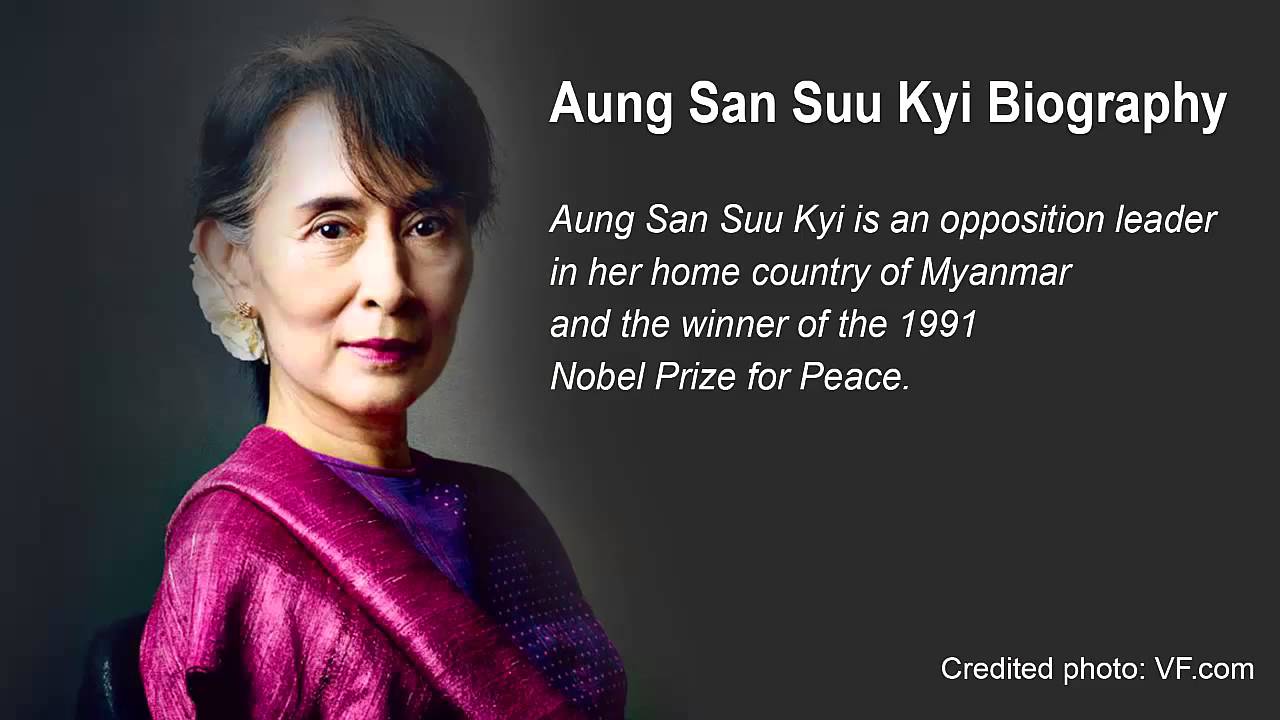 Aung San Suu Kyi Biography
Aung San Suu Kyi is an opposition leader
in her home country of Myanmar
and the winner of the 1991
Nobel Prize for Peace.
Credited photo: VF.com